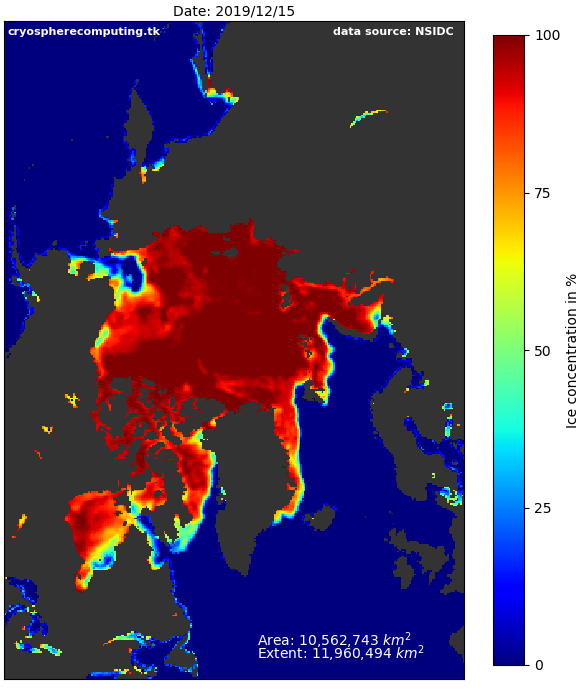 Date: 2019/12/15
cryospherecomputing.tk data source: NSIDC
100
75
50
25
0
Ice concentration in %
Area: 10,562,743 km²
Extent: 11,960,494 km²